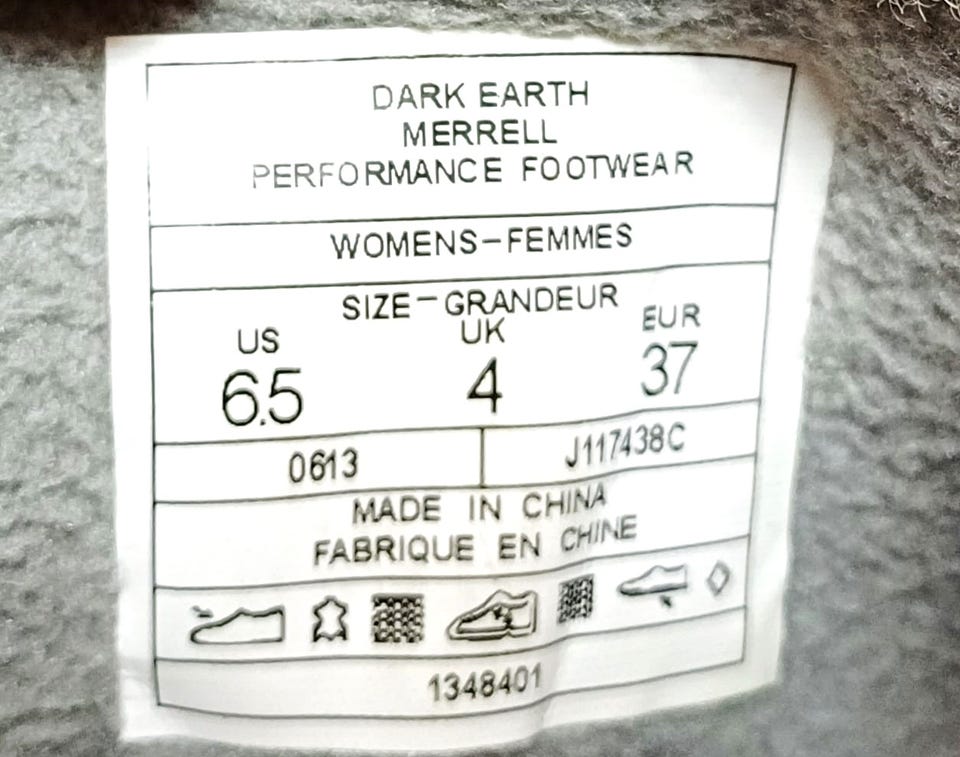 DARK EARTH
MERRELL
PERFORMANCE FOOTWEAR
WOMENS-FEMMES
SIZE-GRANDEUR
US UK EUR
6.5 4 37
0613 J117438C
MADE IN CHINA
FABRIQUE EN CHINE
1348401